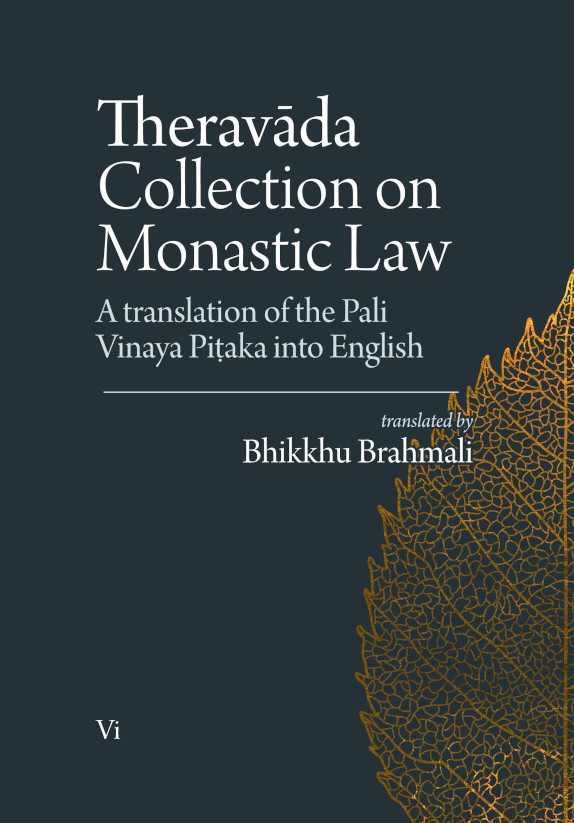 Theravāda
Collection on
Monastic Law
A translation of the Pali
Vinaya Piṭaka into English
translated by
Bhikkhu Brahmali
Vi